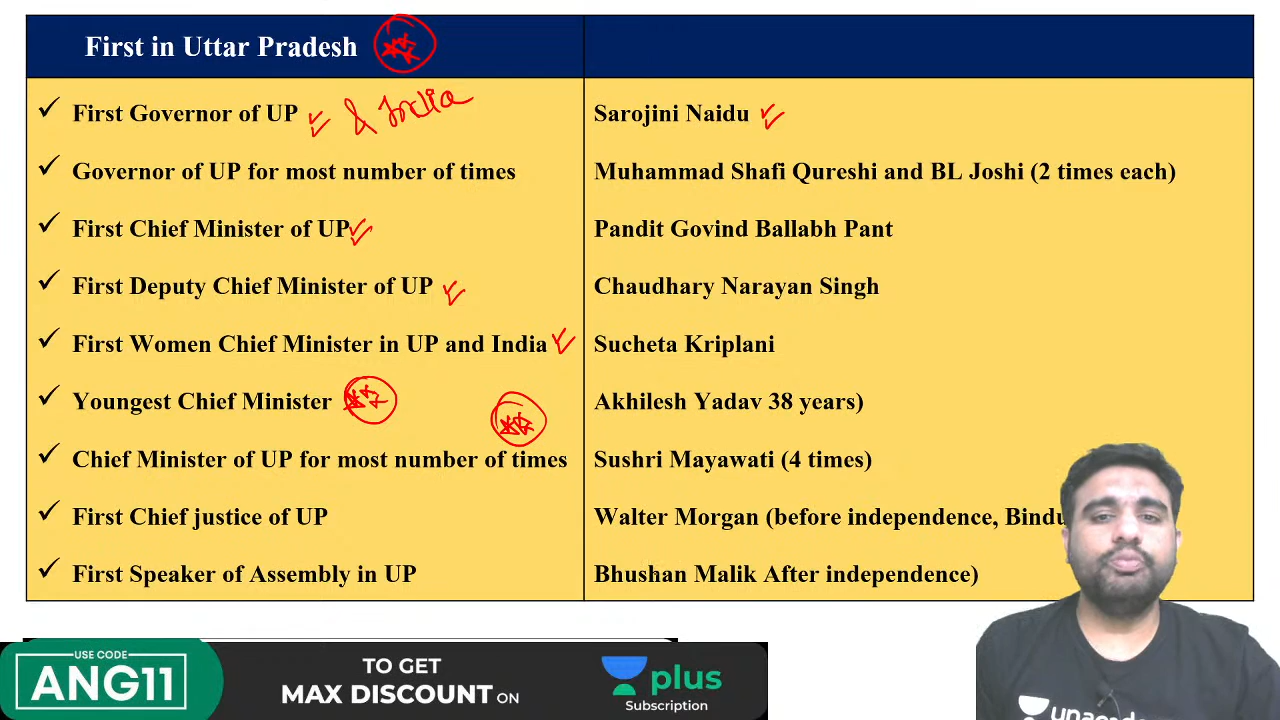 First in Uttar Pradesh
First Governor of UP & India Sarojini Naidu
Governor of UP for most number of times Muhammad Shafi Qureshi and BL Joshi (2 times each)
First Chief Minister of UP Pandit Govind Ballabh Pant
First Deputy Chief Minister of UP Chaudhary Narayan Singh
First Women Chief Minister in UP and India Sucheta Kriplani
Youngest Chief Minister Akhilesh Yadav 38 years)
Chief Minister of UP for most number of times Sushri Mayawati (4 times)
First Chief justice of UP Walter Morgan (before independence,
First Speaker of Assembly in UP Bhushan Malik After independence)
USE CODE
ANG11
TO GET
MAX DISCOUNT ON
plus
Subscription